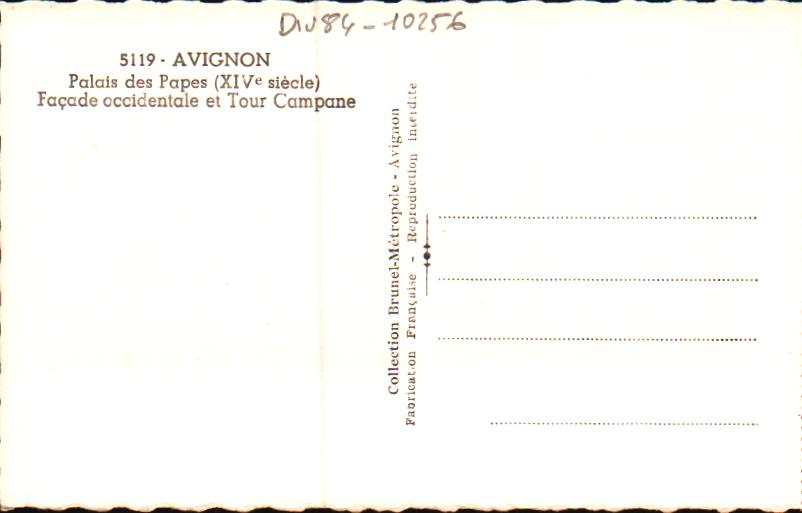 Div84-10256
5119 - AVIGNON
Palais des Papes (XIVe siècle)
Façade occidentale et Tour Campane
Collection Brunel-Métropole - Avignon
Fabrication Française - Reproduction interdite